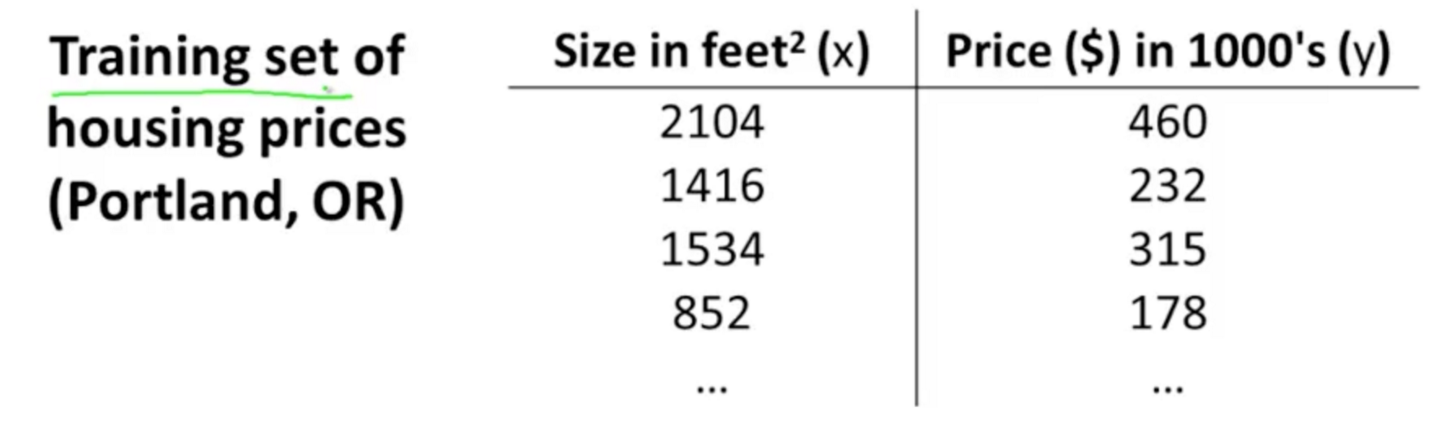 Training set of
housing prices
(Portland, OR)
Size in feet² (x) Price ($) in 1000's (y)
2104 460
1416 232
1534 315
852 178
... ...